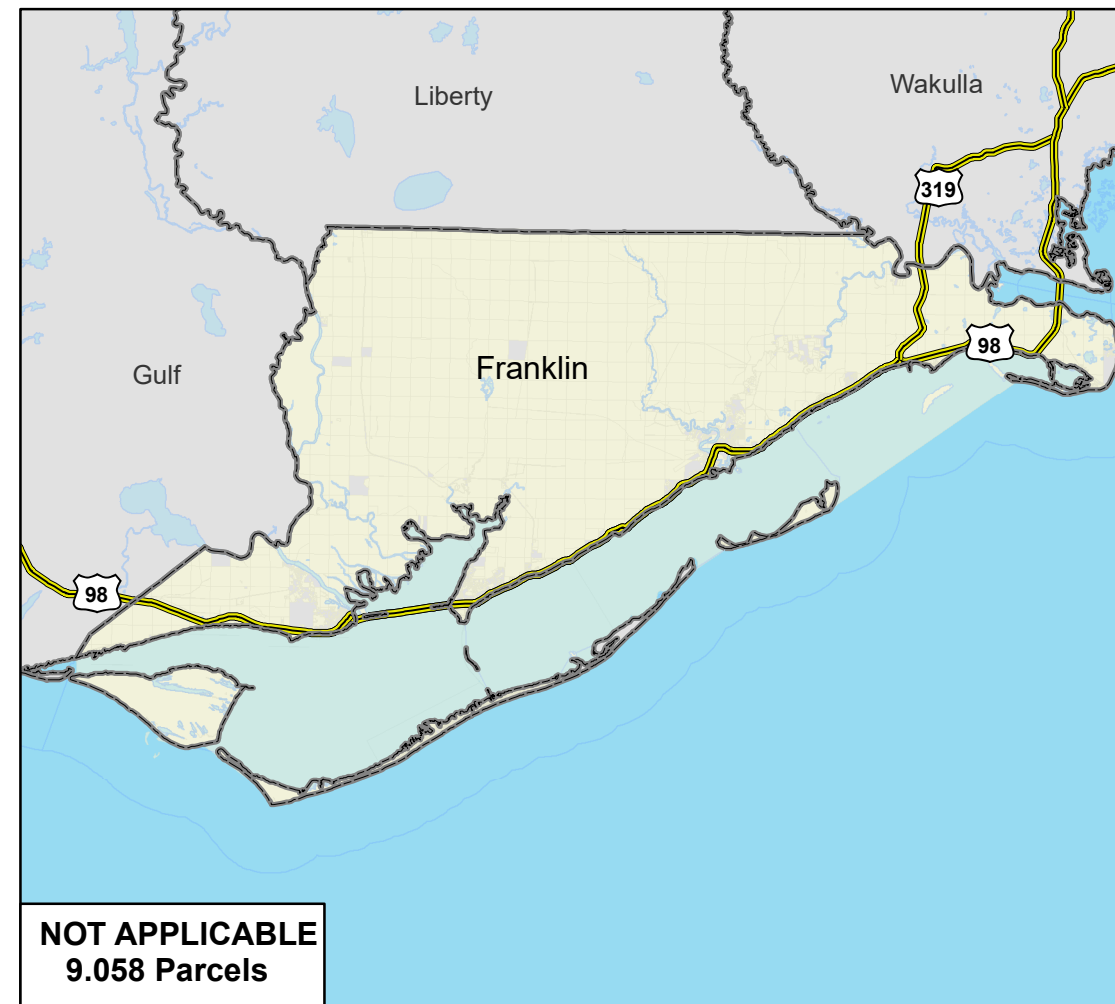 Liberty
Wakulla
319
98
Franklin
Gulf
98
NOT APPLICABLE
9.058 Parcels